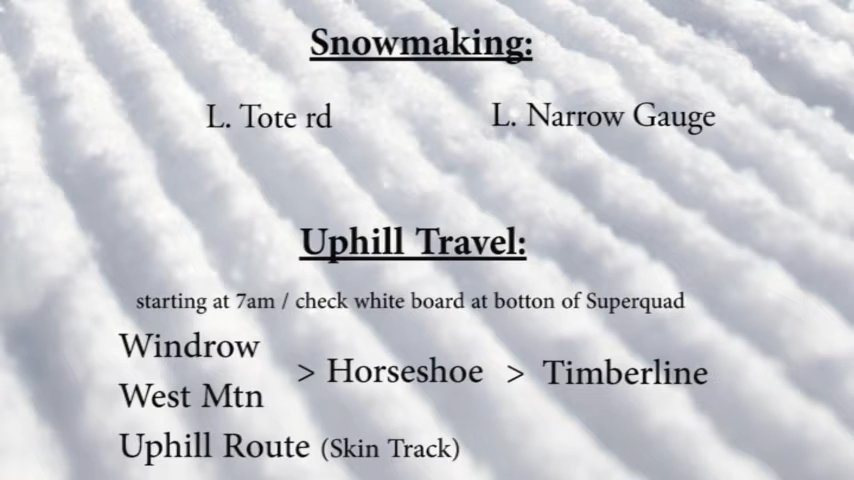 Snowmaking:
L. Tote rd L. Narrow Gauge
Uphill Travel:
starting at 7am / check white board at botton of Superquad
Windrow
> Horseshoe > Timberline
West Mtn
Uphill Route (Skin Track)